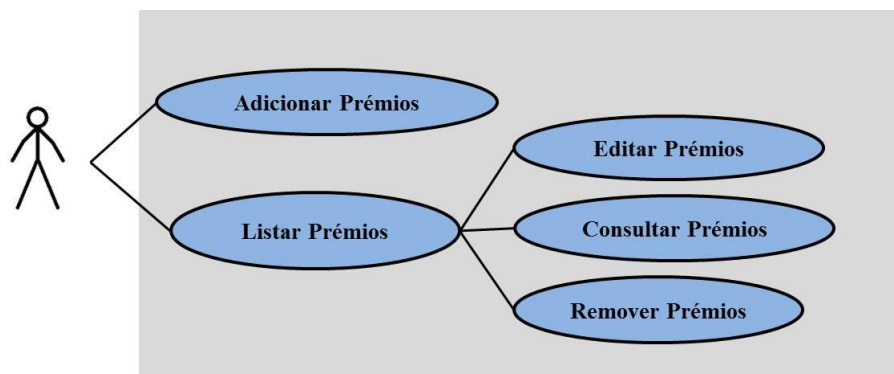 Adicionar Prémios
Editar Prémios
Listar Prémios
Consultar Prémios
Remover Prémios